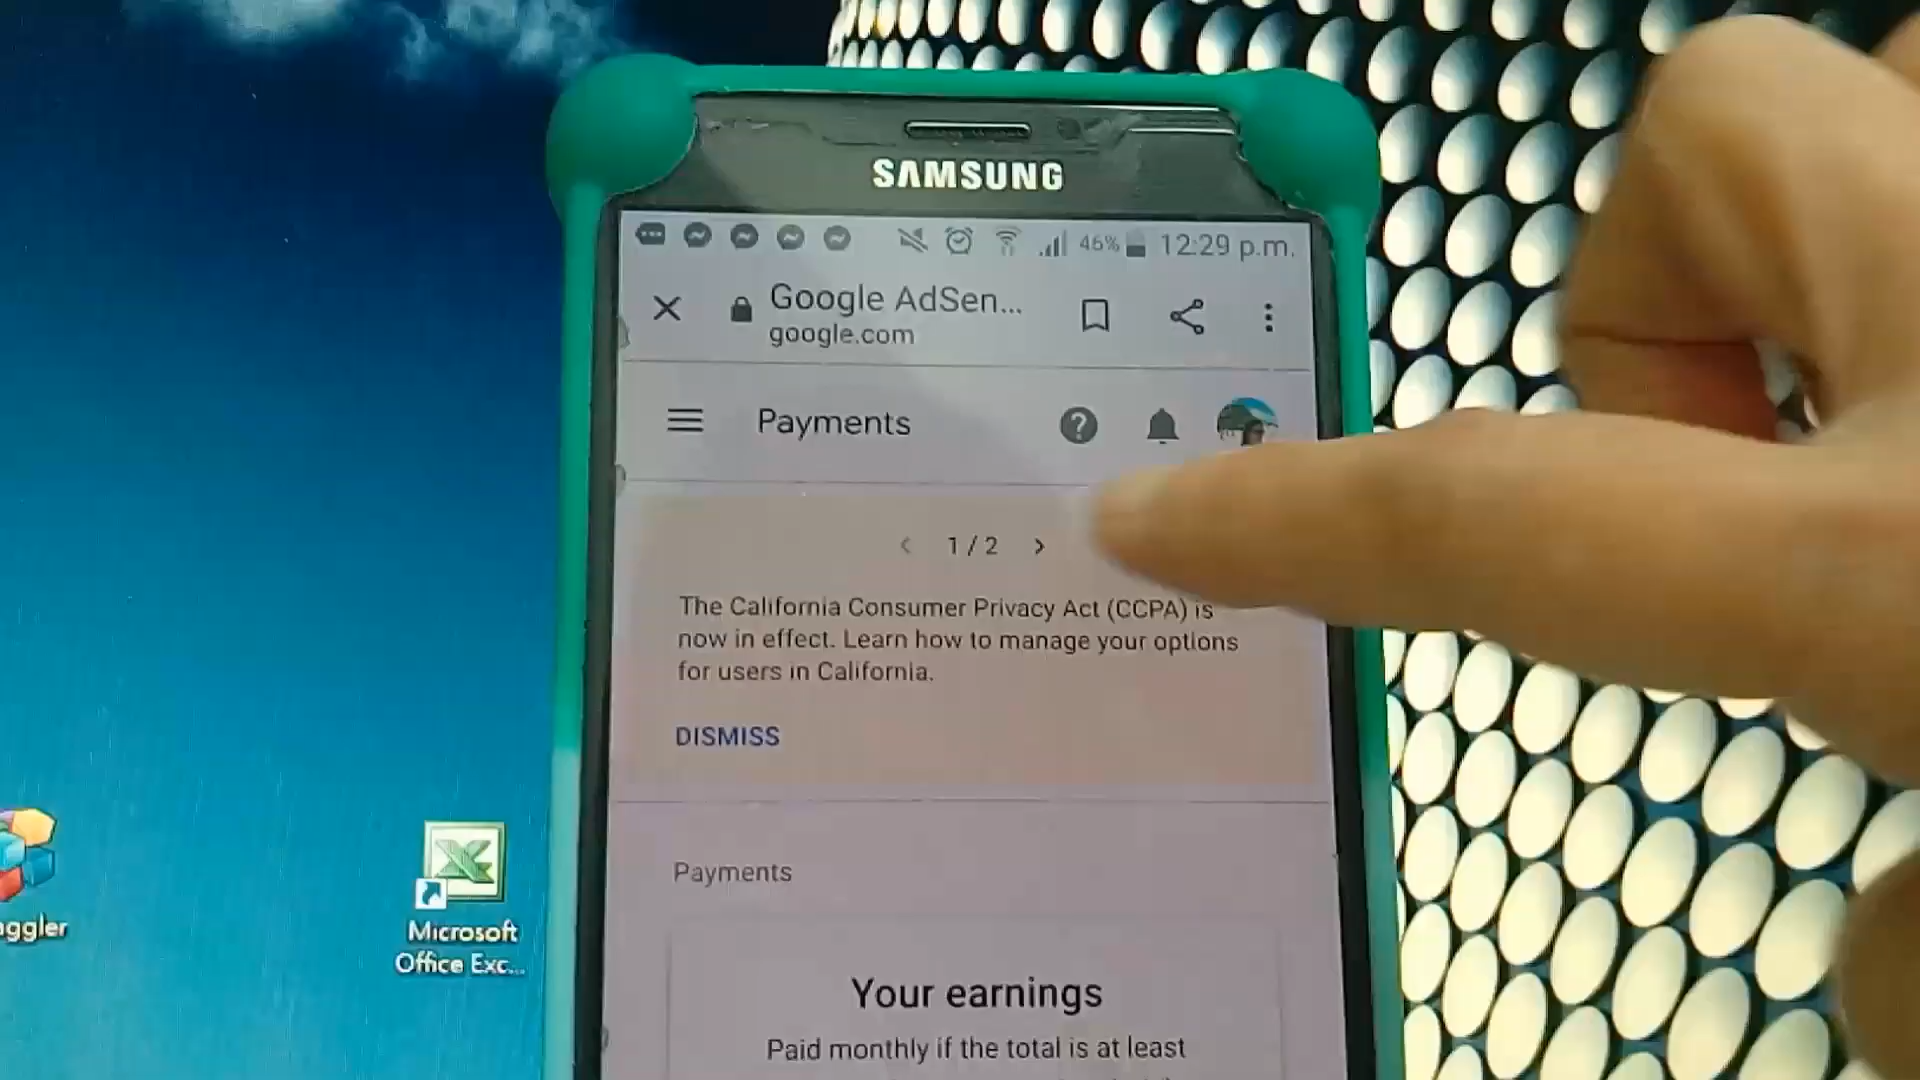 SAMSUNG
46%
12:29 p.m.
Google AdSen...
google.com
Payments
1 / 2
The California Consumer Privacy Act (CCPA) is
now in effect. Learn how to manage your options
for users in California.
DISMISS
Payments
Your earnings
Paid monthly if the total is at least
aggler
Microsoft
Office Exc...